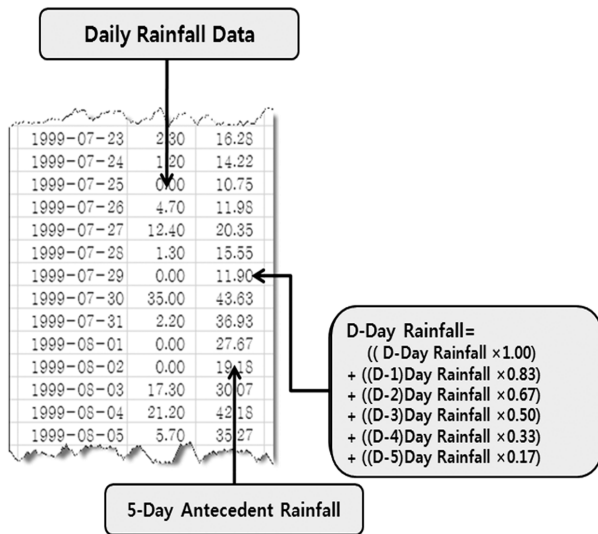 Daily Rainfall Data
1999-07-23 2.30 16.28
1999-07-24 1.20 14.22
1999-07-25 0.00 10.75
1999-07-26 4.70 11.98
1999-07-27 12.40 20.35
1999-07-28 1.30 15.55
1999-07-29 0.00 11.90
1999-07-30 35.00 43.63
1999-07-31 2.20 36.93
1999-08-01 0.00 27.67
1999-08-02 0.00 19.18
1999-08-03 17.30 30.07
1999-08-04 21.20 42.18
1999-08-05 5.70 35.27
D-Day Rainfall=
(( D-Day Rainfall ×1.00)
+ ((D-1)Day Rainfall ×0.83)
+ ((D-2)Day Rainfall ×0.67)
+ ((D-3)Day Rainfall ×0.50)
+ ((D-4)Day Rainfall ×0.33)
+ ((D-5)Day Rainfall ×0.17)
5-Day Antecedent Rainfall